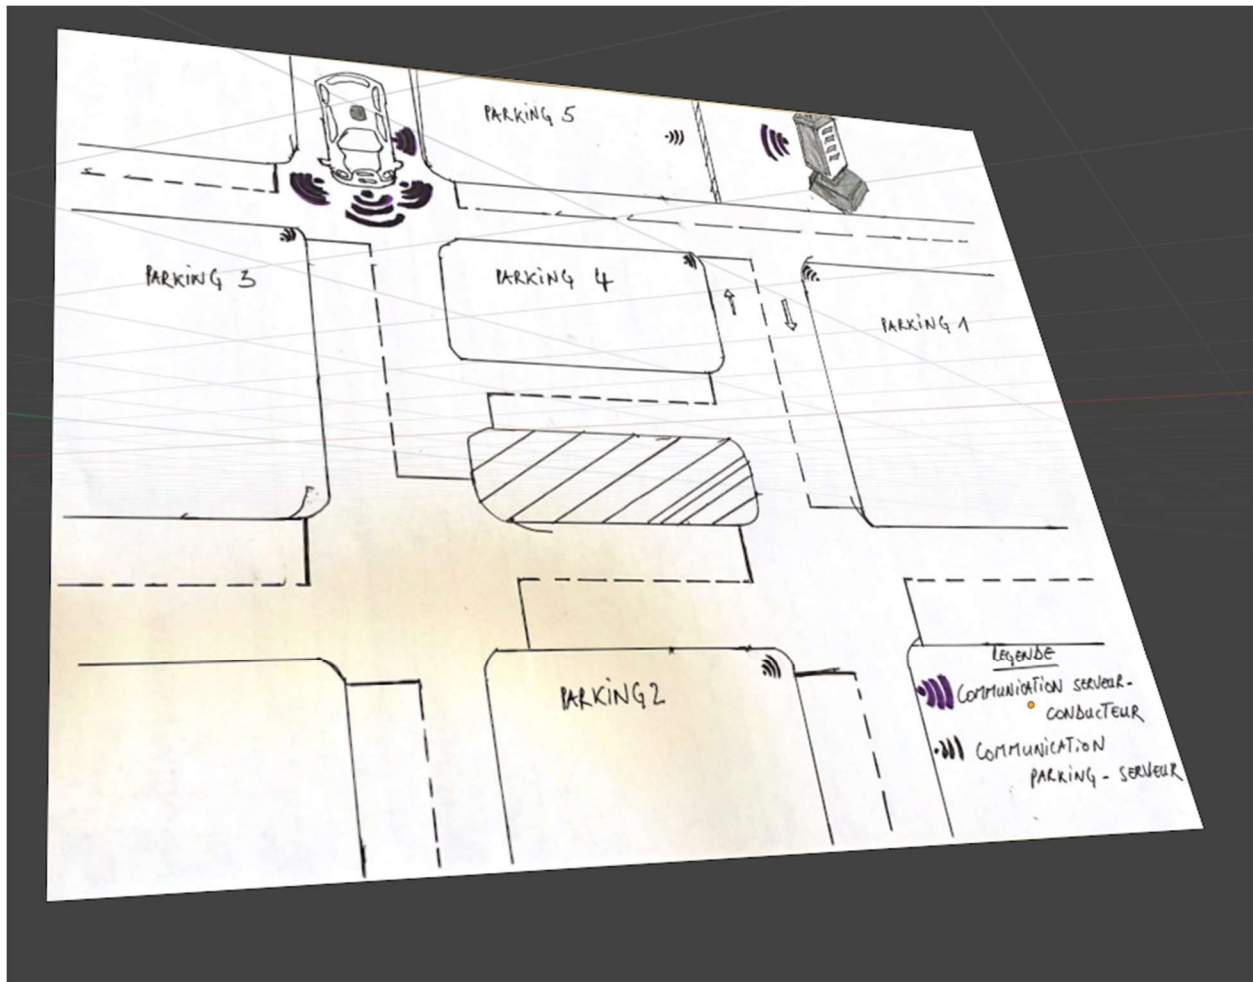 PARKING 5
PARKING 3
PARKING 4
PARKING 1
PARKING 2
LEGENDE
COMMUNICATION SERVEUR-
CONDUCTEUR
COMMUNICATION
PARKING - SERVEUR